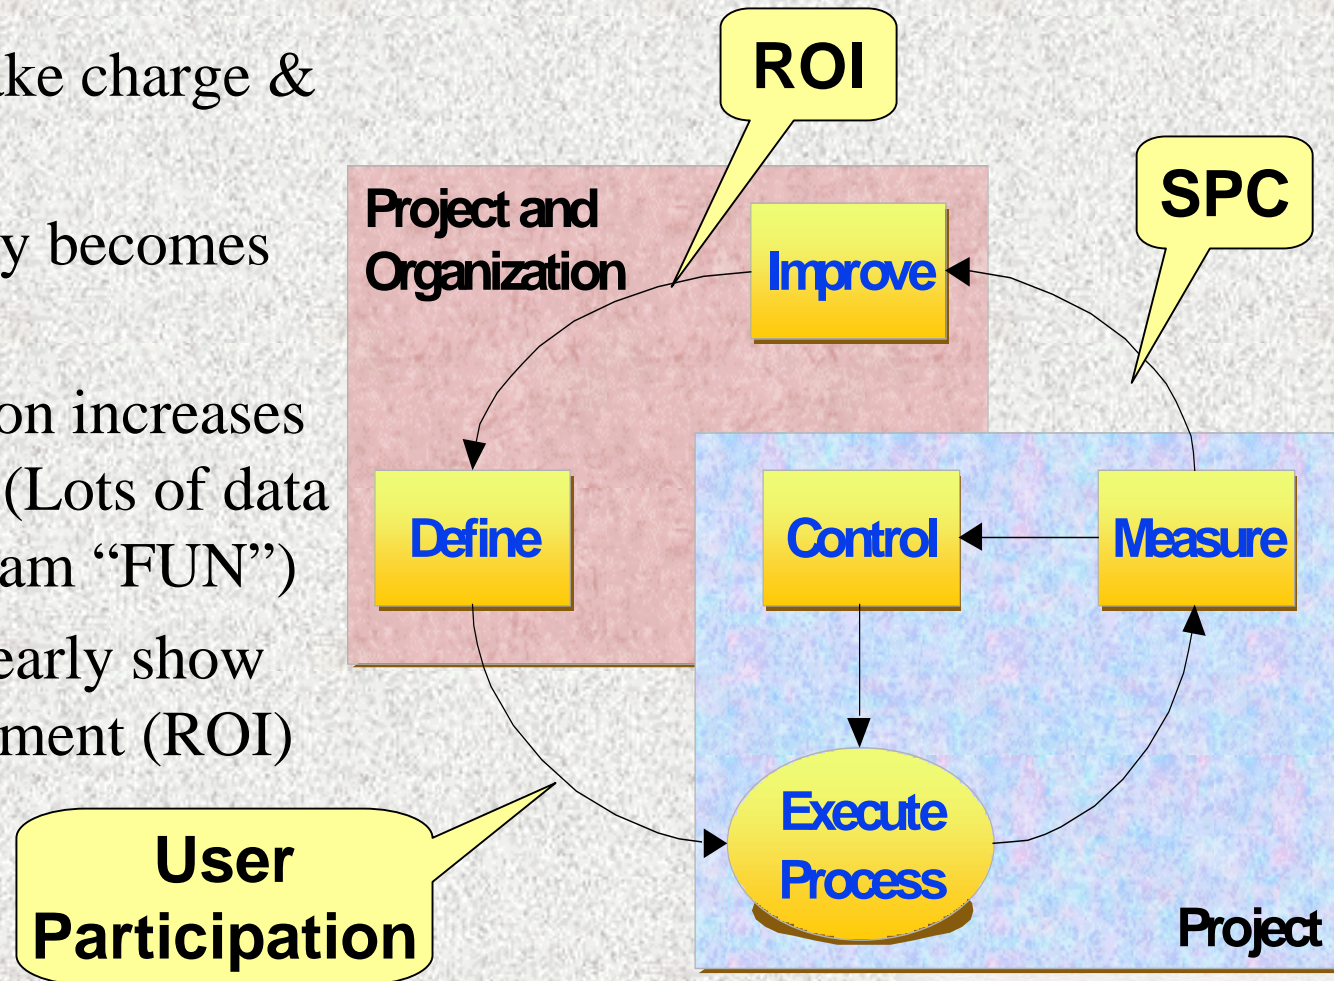 ake charge &
y becomes
on increases
(Lots of data
am “FUN”)
early show
ment (ROI)
ROI
SPC
Project and
Organization
Improve
Define
Control
Measure
Execute
Process
Project
User
Participation